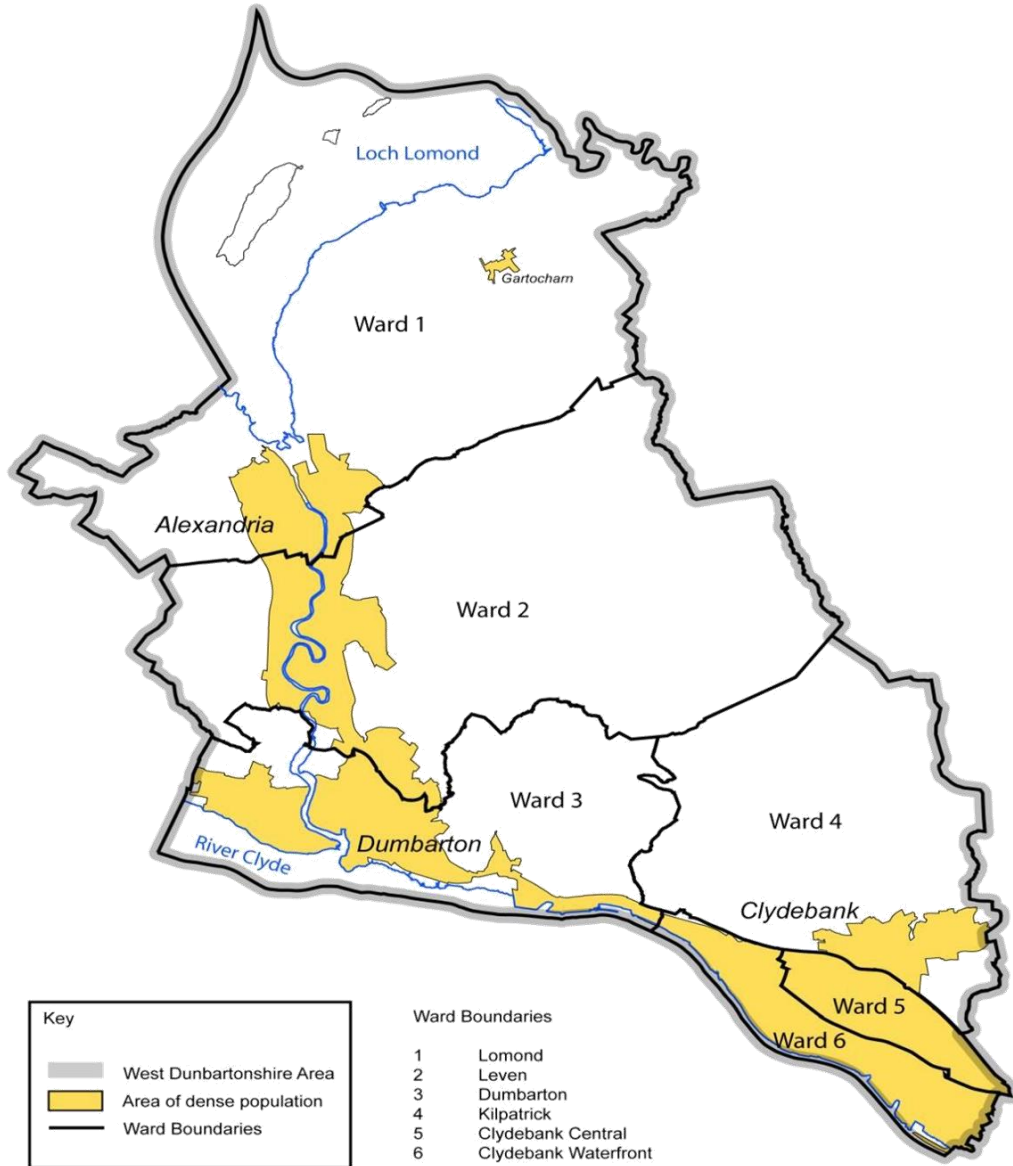 Loch Lomond
Gartocharn
Ward 1
Alexandria
Ward 2
Ward 3
Ward 4
Dumbarton
River Clyde
Clydebank
Ward 5
Ward 6
Key
West Dunbartonshire Area
Area of dense population
Ward Boundaries
Ward Boundaries
1 Lomond
2 Leven
3 Dumbarton
4 Kilpatrick
5 Clydebank Central
6 Clydebank Waterfront